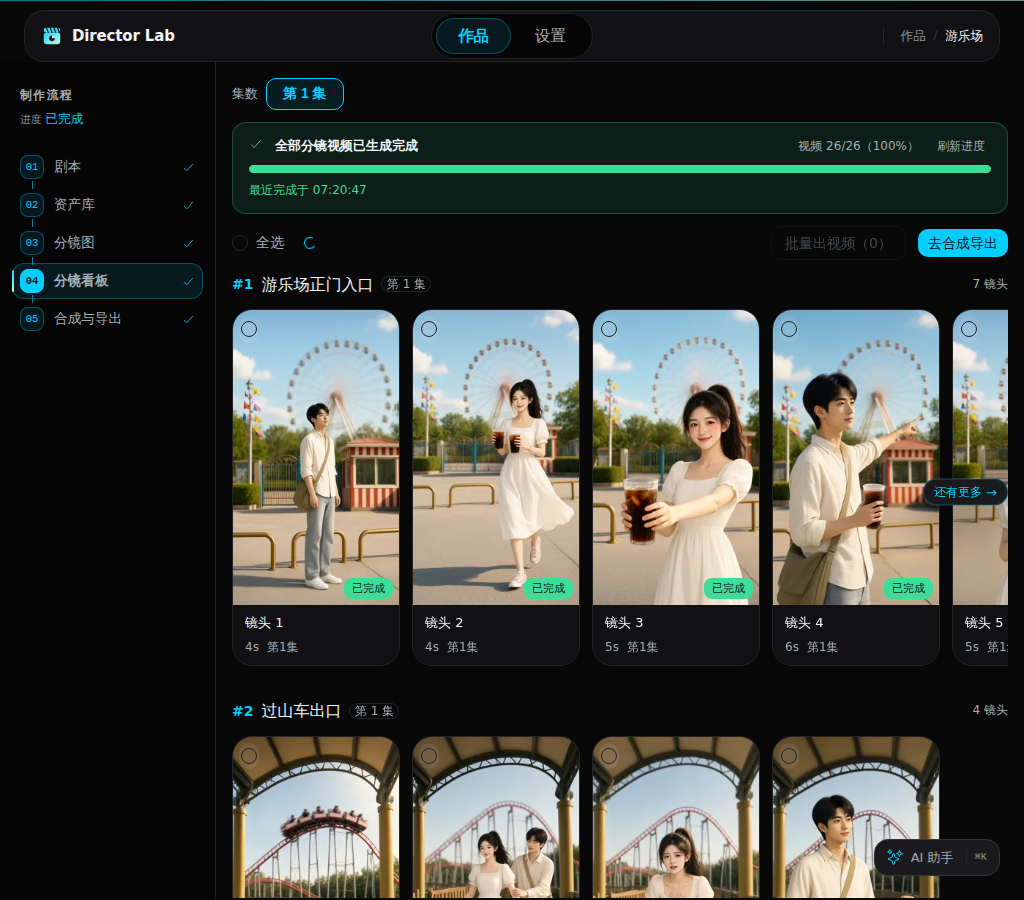 Director Lab
作品
设置
作品 / 游乐场
制作流程
进度 已完成
01 剧本
02 资产库
03 分镜图
04 分镜看板
05 合成与导出
集数 第 1 集
全部分镜视频已生成完成
视频 26/26（100%）
刷新进度
最近完成于 07:20:47
全选
批量出视频（0）
去合成导出
#1 游乐场正门入口 第 1 集
7 镜头
已完成
已完成
已完成
已完成
还有更多 →
镜头 1
4s 第1集
镜头 2
4s 第1集
镜头 3
5s 第1集
镜头 4
6s 第1集
镜头 5
5s 第1
#2 过山车出口 第 1 集
4 镜头
AI 助手 ⌘K